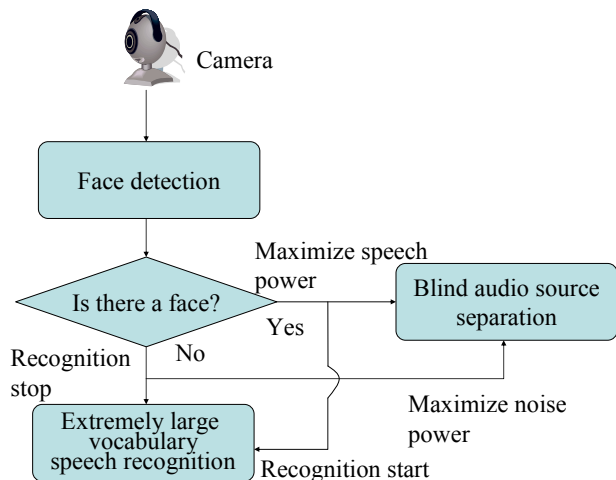 Camera
Face detection
Maximize speech
power
Is there a face?
Blind audio source
separation
Yes
No
Recognition
stop
Maximize noise
power
Extremely large
vocabulary
speech recognition
Recognition start